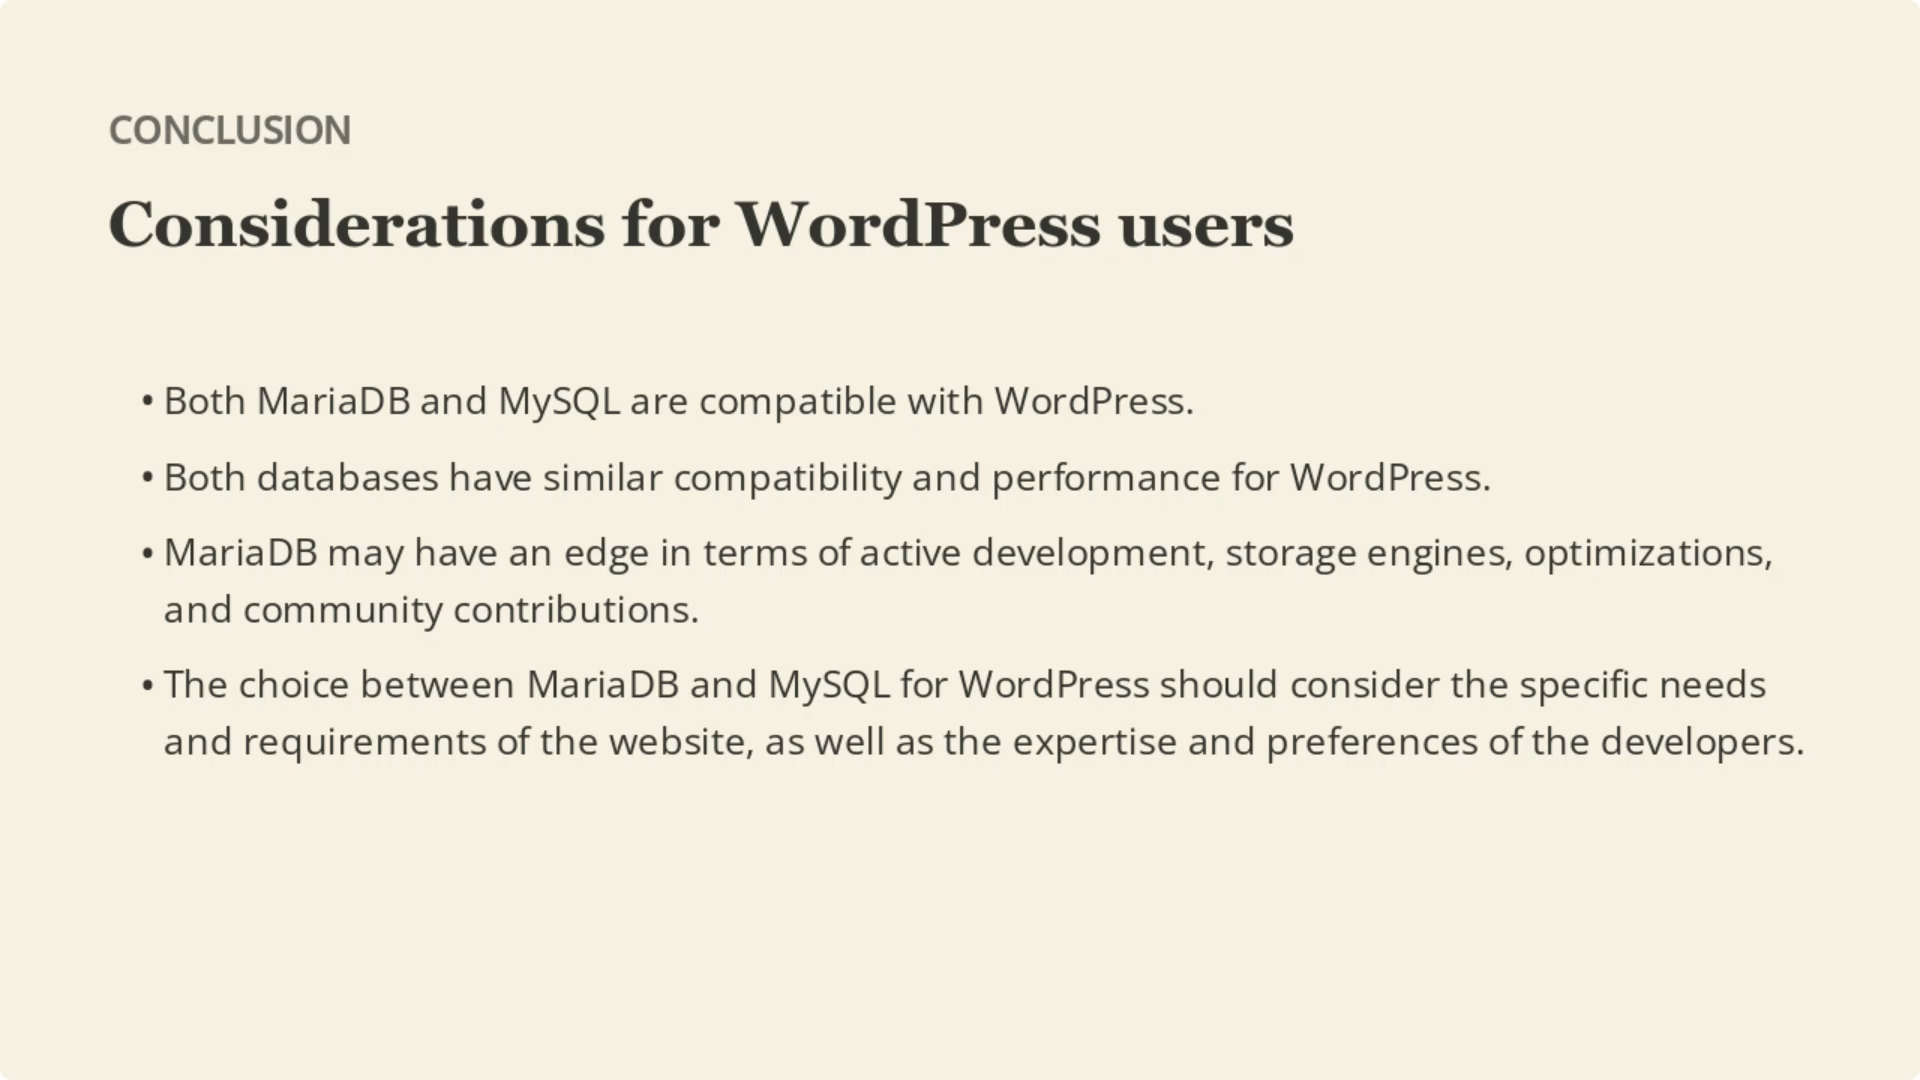 CONCLUSION
Considerations for WordPress users
• Both MariaDB and MySQL are compatible with WordPress.
• Both databases have similar compatibility and performance for WordPress.
• MariaDB may have an edge in terms of active development, storage engines, optimizations,
and community contributions.
• The choice between MariaDB and MySQL for WordPress should consider the specific needs
and requirements of the website, as well as the expertise and preferences of the developers.